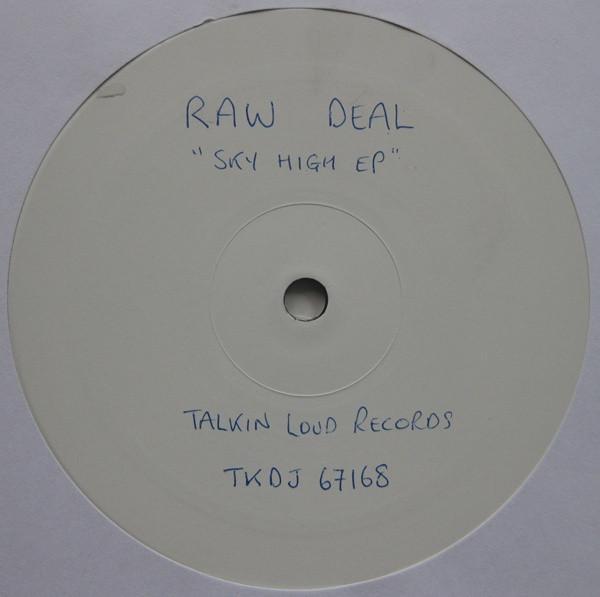 RAW DEAL
"SKY HIGH EP"
TALKIN LOUD RECORDS
TKDJ 67168